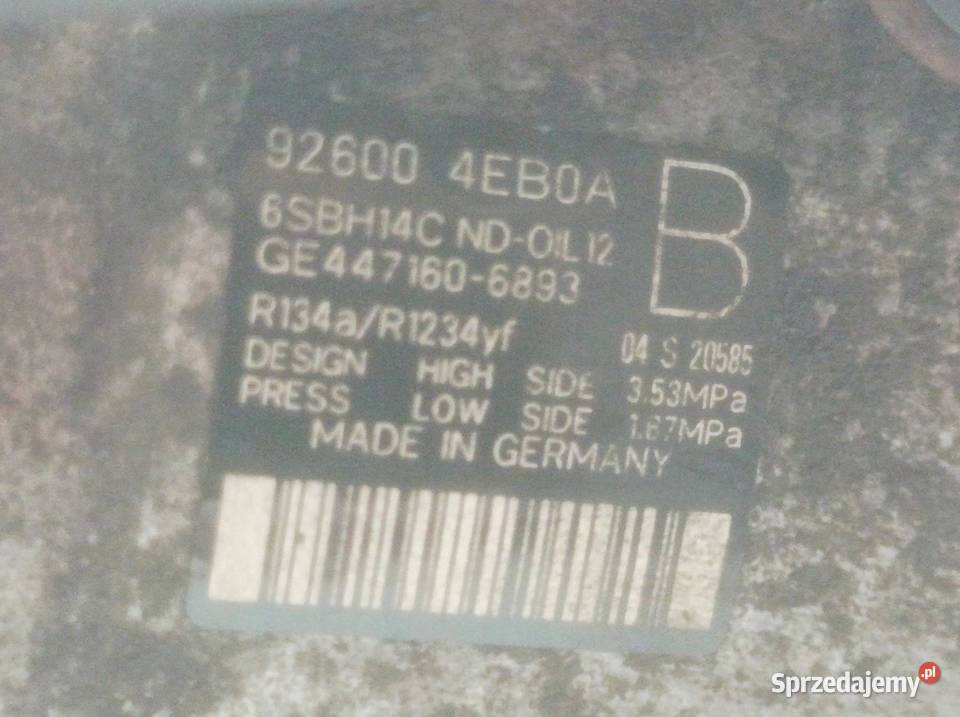 92600 4EB0A
B
6SBH14C ND-OIL12
GE447160-6893
R134a/R1234yf
04 S 20585
DESIGN HIGH SIDE 3.53MPa
PRESS LOW SIDE 1.67MPa
MADE IN GERMANY
Sprzedajemy.pl